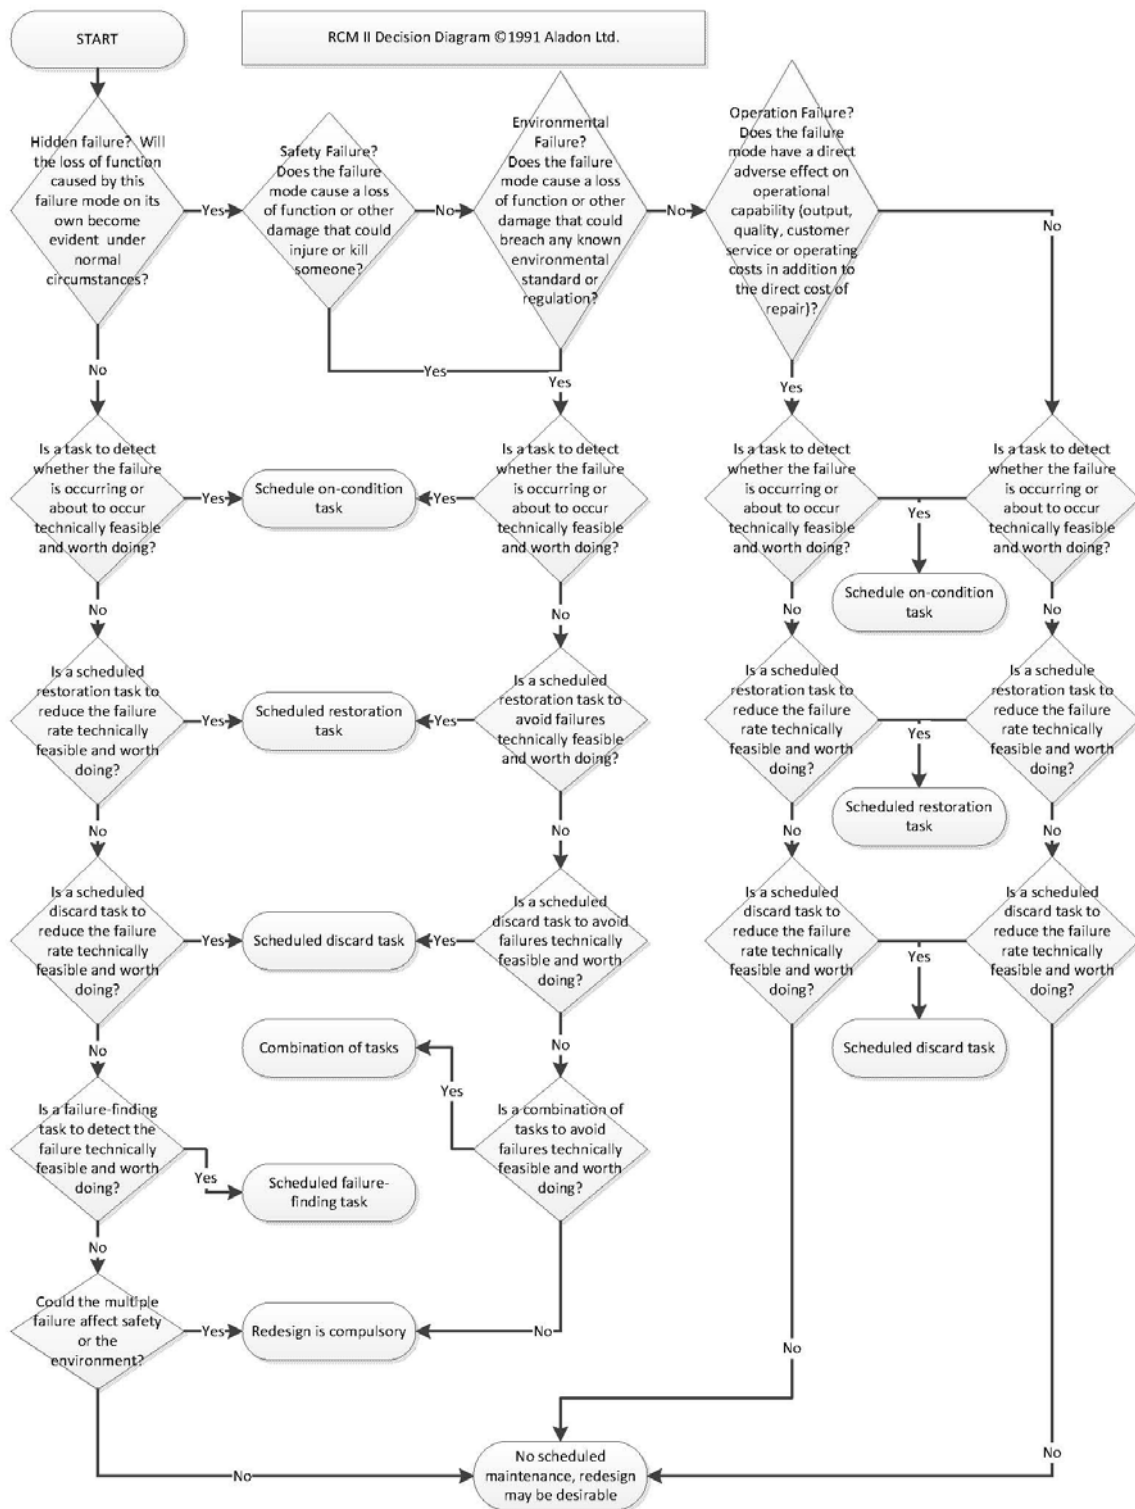 START
RCM II Decision Diagram ©1991 Aladon Ltd.
Hidden failure? Will
the loss of function
caused by this
failure mode on its
own become
evident under
normal
circumstances?
Yes
Safety Failure?
Does the failure
mode cause a loss
of function or other
damage that could
injure or kill
someone?
No
Environmental
Failure?
Does the failure
mode cause a loss
of function or other
damage that could
breach any known
environmental
standard or
regulation?
No
Operation Failure?
Does the failure
mode have a direct
adverse effect on
operational
capability (output,
quality, customer
service or operating
costs in addition to
the direct cost of
repair)?
No
No
Yes
Yes
Yes
Is a task to detect
whether the failure
is occurring or
about to occur
technically feasible
and worth doing?
Yes
Schedule on-condition
task
Yes
Is a task to detect
whether the failure
is occurring or
about to occur
technically feasible
and worth doing?
Is a task to detect
whether the failure
is occurring or
about to occur
technically feasible
and worth doing?
Yes
Is a task to detect
whether the failure
is occurring or
about to occur
technically feasible
and worth doing?
Schedule on-condition
task
No
No
No
No
Is a scheduled
restoration task to
reduce the failure
rate technically
feasible and worth
doing?
Yes
Scheduled restoration
task
Yes
Is a scheduled
restoration task to
avoid failures
technically feasible
and worth doing?
Is a scheduled
restoration task to
reduce the failure
rate technically
feasible and worth
doing?
Yes
Is a schedule
restoration task to
reduce the failure
rate technically
feasible and worth
doing?
Scheduled restoration
task
No
No
No
No
Is a scheduled
discard task to
reduce the failure
rate technically
feasible and worth
doing?
Yes
Scheduled discard task
Yes
Is a scheduled
discard task to avoid
failures technically
feasible and worth
doing?
Is a scheduled
discard task to
reduce the failure
rate technically
feasible and worth
doing?
Yes
Is a scheduled
discard task to
reduce the failure
rate technically
feasible and worth
doing?
Scheduled discard task
No
No
Combination of tasks
Yes
Is a failure-finding
task to detect the
failure technically
feasible and worth
doing?
Yes
Scheduled failure-
finding task
Is a combination of
tasks to avoid
failures technically
feasible and worth
doing?
No
Could the multiple
failure affect safety
or the
environment?
Yes
Redesign is compulsory
No
No
No
No
No scheduled
maintenance, redesign
may be desirable